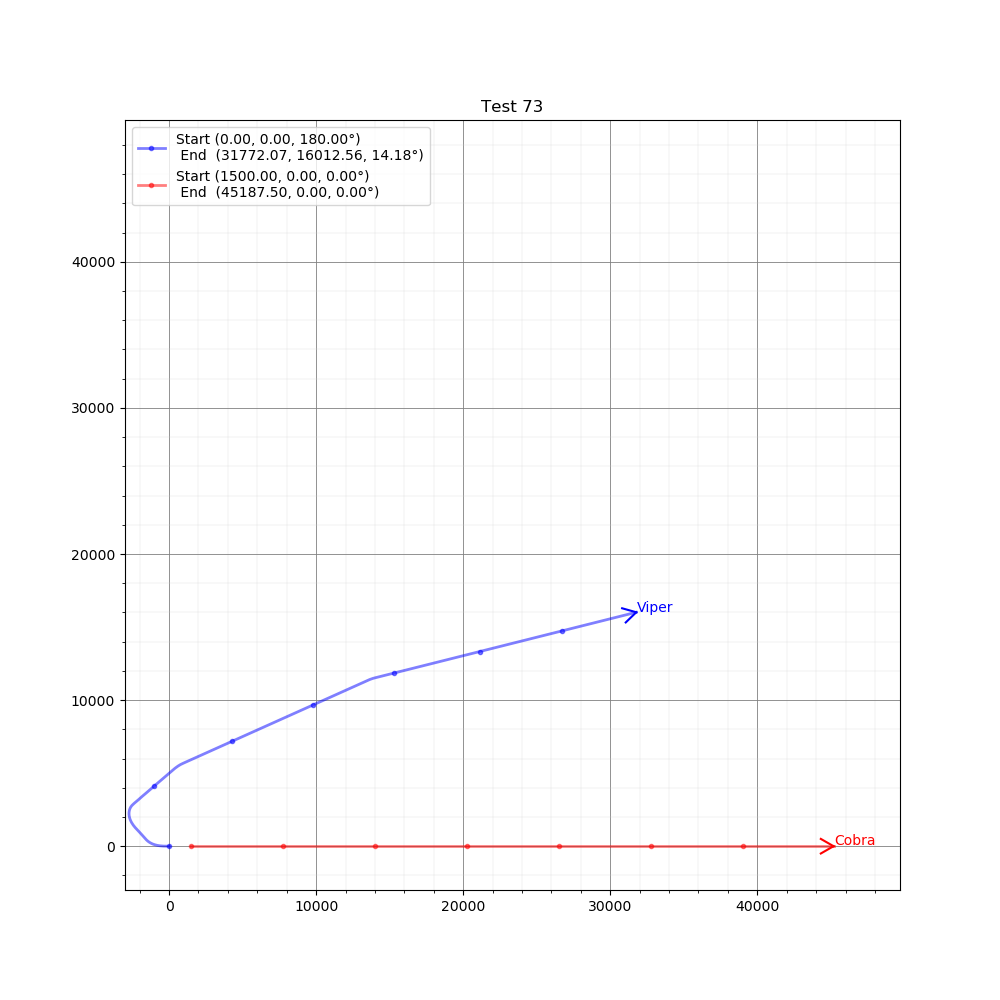 Test 73
Start (0.00, 0.00, 180.00°)
End  (31772.07, 16012.56, 14.18°)
Start (1500.00, 0.00, 0.00°)
End  (45187.50, 0.00, 0.00°)
40000
30000
20000
Viper
10000
Cobra
0
0 10000 20000 30000 40000